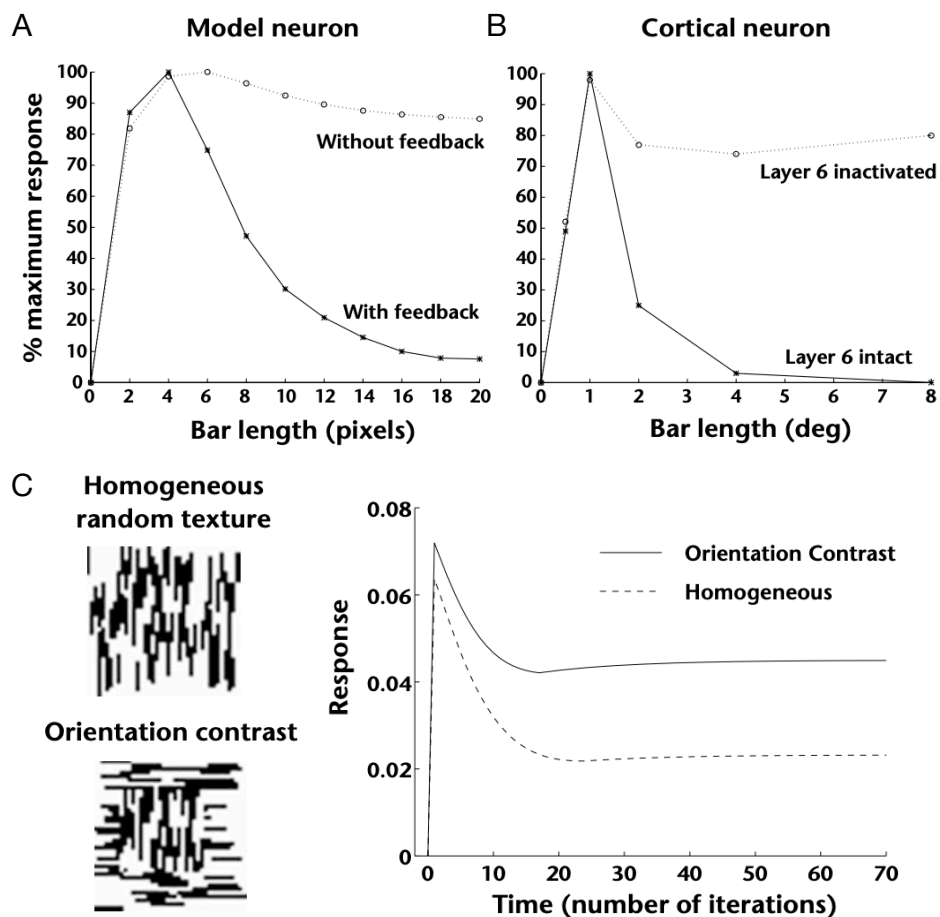 A
Model neuron
% maximum response
100
90
80
70
60
50
40
30
20
10
0
Without feedback
With feedback
0 2 4 6 8 10 12 14 16 18 20
Bar length (pixels)
B
Cortical neuron
100
90
80
70
60
50
40
30
20
10
0
Layer 6 inactivated
Layer 6 intact
0 1 2 3 4 5 6 7 8
Bar length (deg)
C
Homogeneous
random texture
Orientation contrast
Response
0.08
0.06
0.04
0.02
0
Orientation Contrast
Homogeneous
0 10 20 30 40 50 60 70
Time (number of iterations)